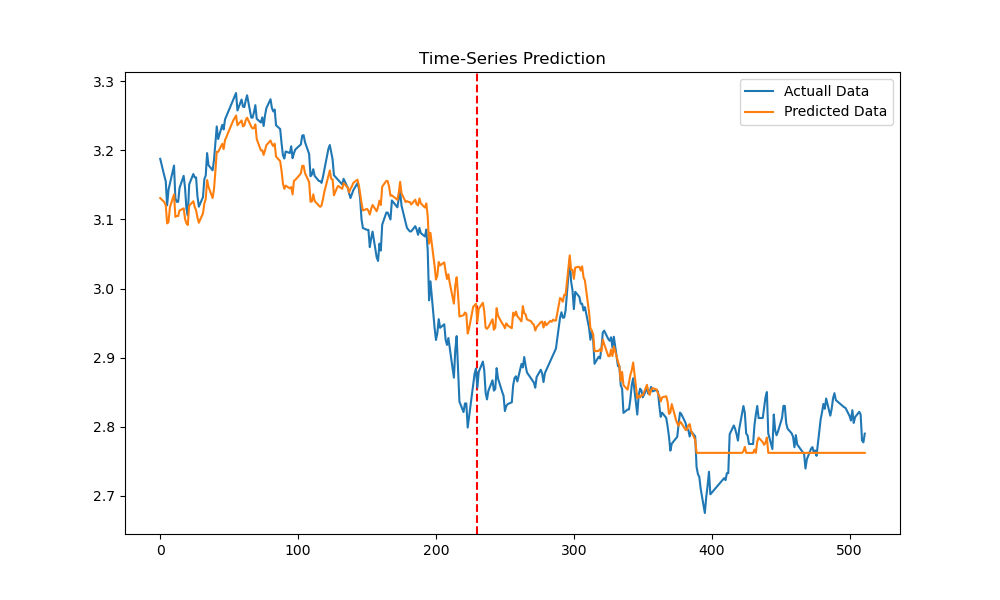 Time-Series Prediction
Actuall Data
Predicted Data
3.3
3.2
3.1
3.0
2.9
2.8
2.7
0 100 200 300 400 500